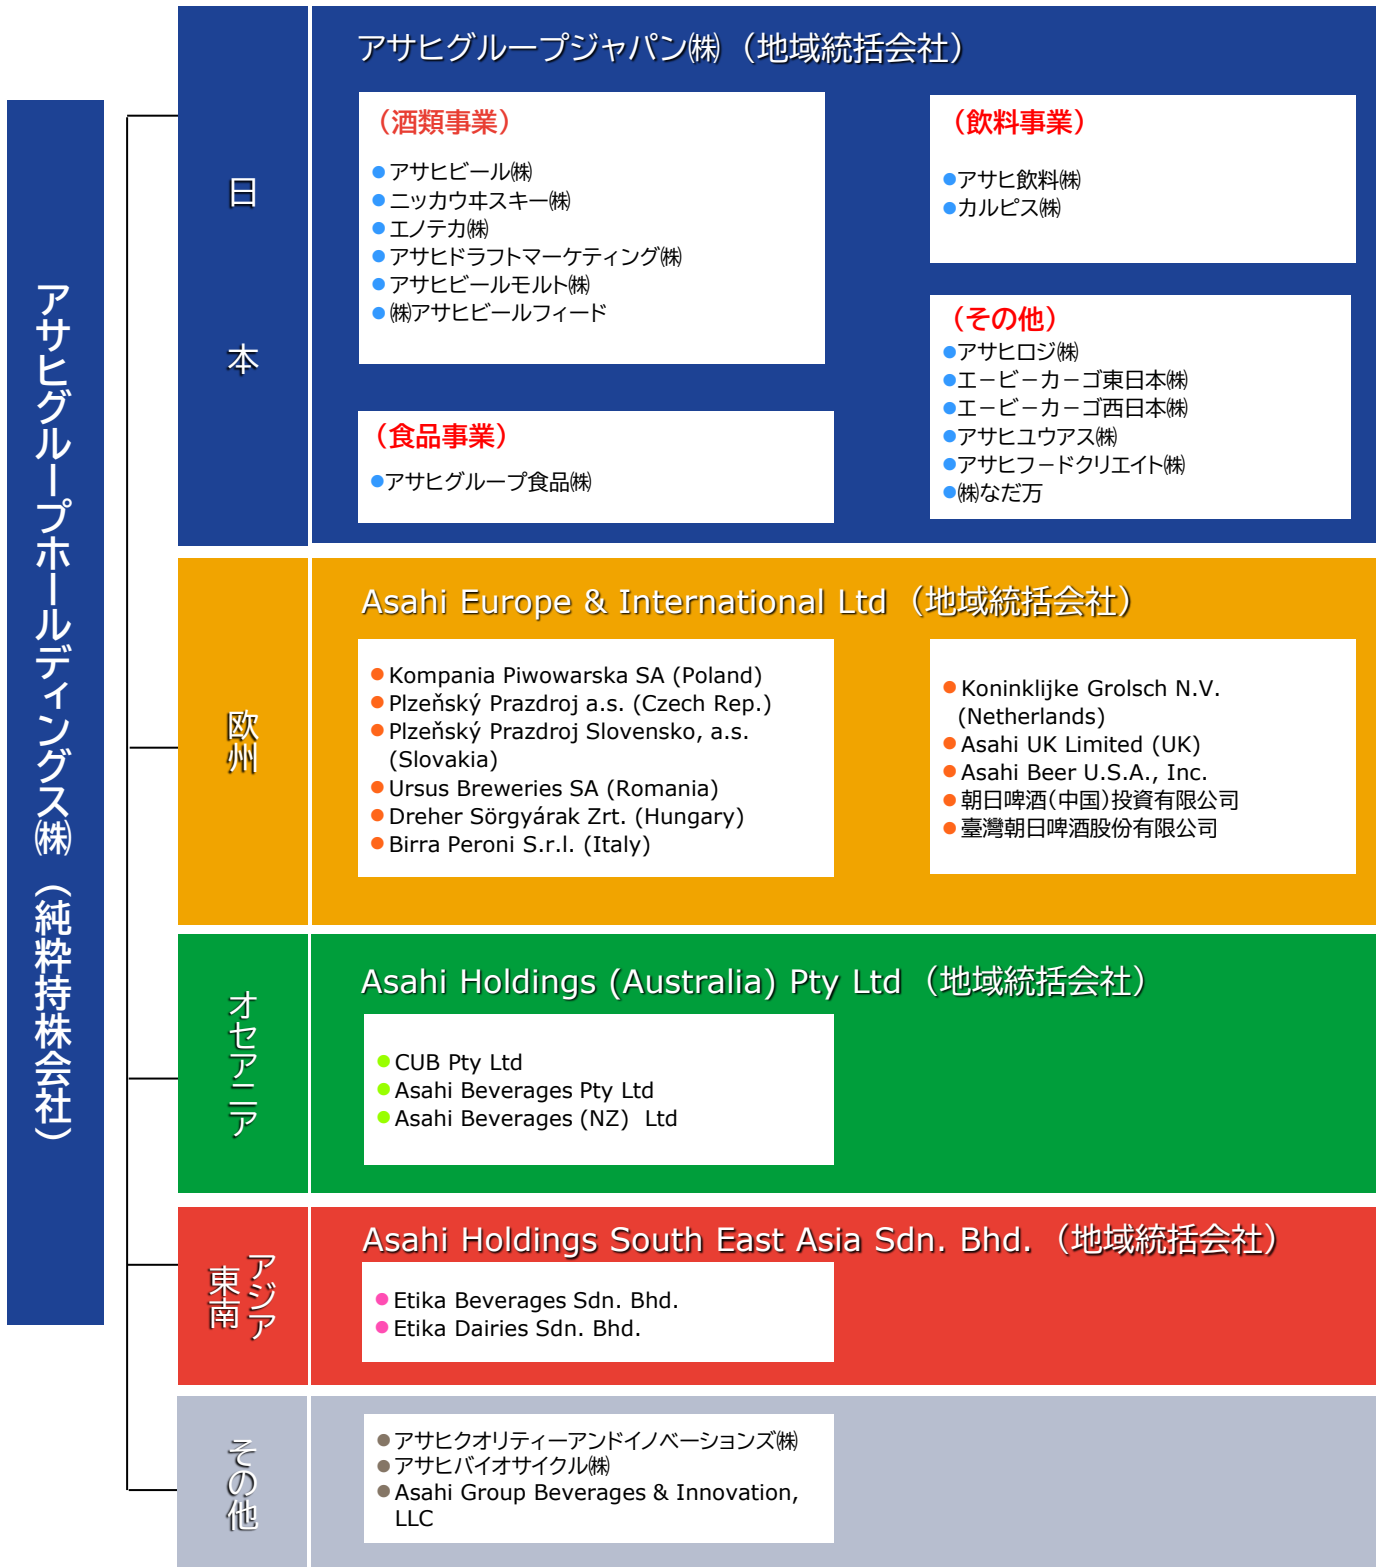 アサヒグループホールディングス㈱（純粋持株会社）
日本
アサヒグループジャパン㈱（地域統括会社）
（酒類事業）
●アサヒビール㈱
●ニッカウヰスキー㈱
●エノテカ㈱
●アサヒドラフトマーケティング㈱
●アサヒビールモルト㈱
●㈱アサヒビールフィード
（食品事業）
●アサヒグループ食品㈱
（飲料事業）
●アサヒ飲料㈱
●カルピス㈱
（その他）
●アサヒロジ㈱
●エービーカーゴ東日本㈱
●エービーカーゴ西日本㈱
●アサヒユウアス㈱
●アサヒフードクリエイト㈱
●㈱なだ万
欧州
Asahi Europe & International Ltd（地域統括会社）
●Kompania Piwowarska SA (Poland)
●Plzeňský Prazdroj a.s. (Czech Rep.)
●Plzeňský Prazdroj Slovensko, a.s.
(Slovakia)
●Ursus Breweries SA (Romania)
●Dreher Sörgyárak Zrt. (Hungary)
●Birra Peroni S.r.l. (Italy)
●Koninklijke Grolsch N.V.
(Netherlands)
●Asahi UK Limited (UK)
●Asahi Beer U.S.A., Inc.
●朝日啤酒(中国)投資有限公司
●臺灣朝日啤酒股份有限公司
オセアニア
Asahi Holdings (Australia) Pty Ltd（地域統括会社）
●CUB Pty Ltd
●Asahi Beverages Pty Ltd
●Asahi Beverages (NZ) Ltd
東南
アジア
Asahi Holdings South East Asia Sdn. Bhd.（地域統括会社）
●Etika Beverages Sdn. Bhd.
●Etika Dairies Sdn. Bhd.
その他
●アサヒクオリティーアンドイノベーションズ㈱
●アサヒバイオサイクル㈱
●Asahi Group Beverages & Innovation,
LLC